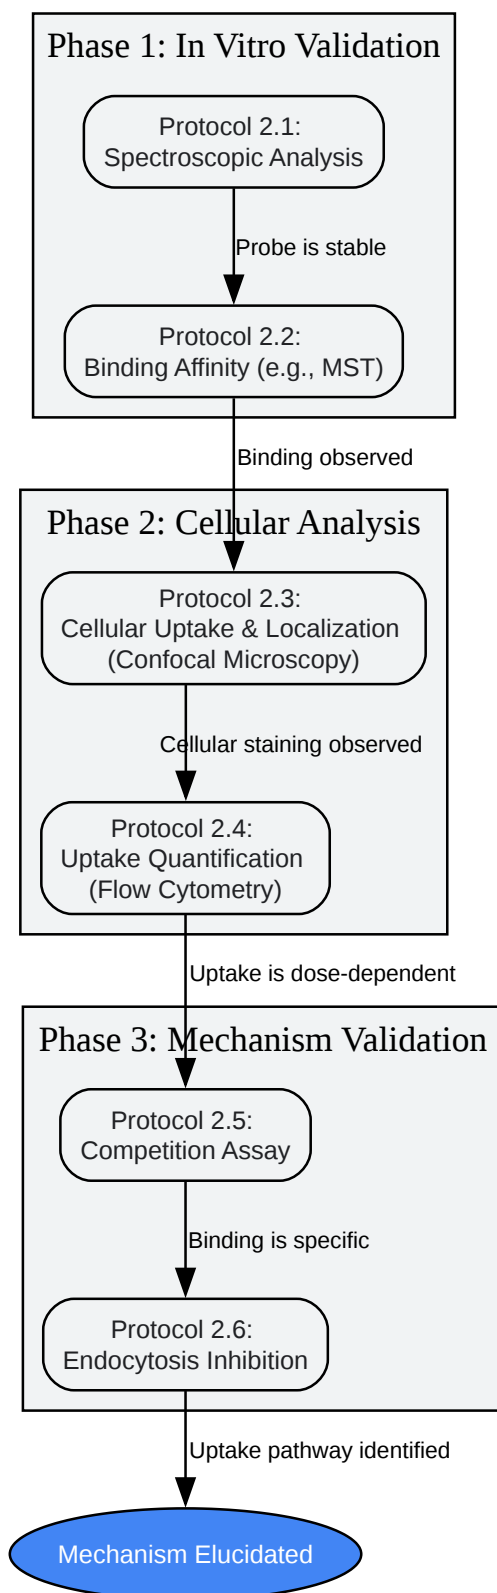 Phase 1: In Vitro Validation
Protocol 2.1:
Spectroscopic Analysis
Probe is stable
Protocol 2.2:
Binding Affinity (e.g., MST)
Binding observed
Phase 2: Cellular Analysis
Protocol 2.3:
Cellular Uptake & Localization
(Confocal Microscopy)
Cellular staining observed
Protocol 2.4:
Uptake Quantification
(Flow Cytometry)
Uptake is dose-dependent
Phase 3: Mechanism Validation
Protocol 2.5:
Competition Assay
Binding is specific
Protocol 2.6:
Endocytosis Inhibition
Uptake pathway identified
Mechanism Elucidated